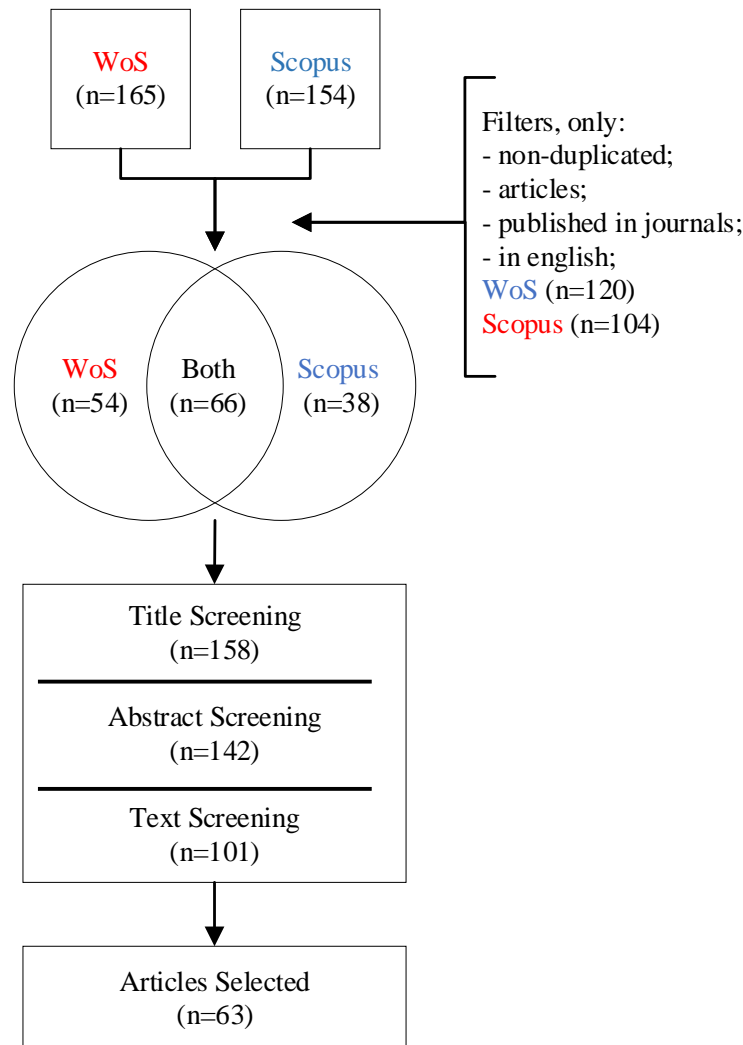 WoS
(n=165)
Scopus
(n=154)
Filters, only:
- non-duplicated;
- articles;
- published in journals;
- in english;
WoS (n=120)
Scopus (n=104)
WoS
(n=54)
Both
(n=66)
Scopus
(n=38)
Title Screening
(n=158)
Abstract Screening
(n=142)
Text Screening
(n=101)
Articles Selected
(n=63)